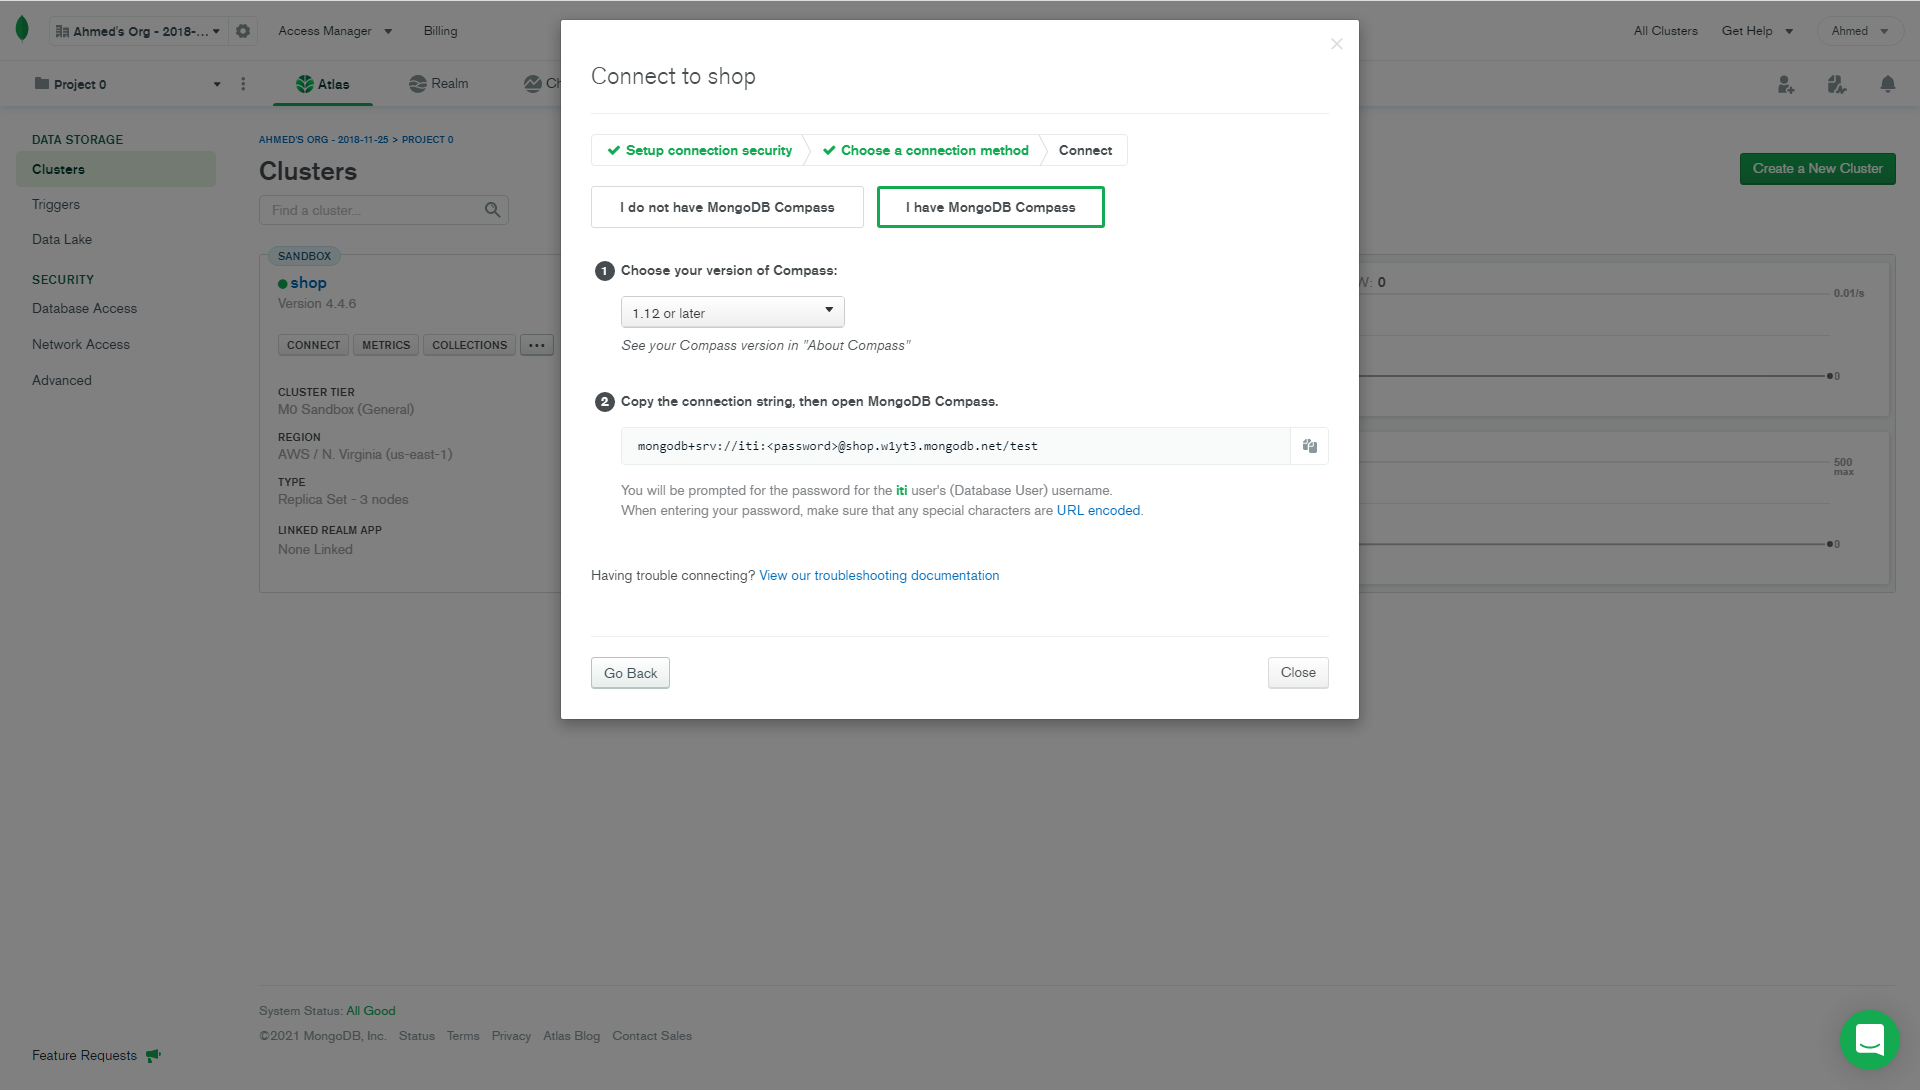 Ahmed's Org - 2018-...
Access Manager
Billing
All Clusters
Get Help
Ahmed
Project 0
Atlas
Realm
Ch
DATA STORAGE
Clusters
Triggers
Data Lake
SECURITY
Database Access
Network Access
Advanced
AHMED'S ORG - 2018-11-25 > PROJECT 0
Clusters
Create a New Cluster
Find a cluster...
SANDBOX
shop
Version 4.4.6
CONNECT
METRICS
COLLECTIONS
CLUSTER TIER
M0 Sandbox (General)
REGION
AWS / N. Virginia (us-east-1)
TYPE
Replica Set - 3 nodes
LINKED REALM APP
None Linked
Connect to shop
Setup connection security
Choose a connection method
Connect
I do not have MongoDB Compass
I have MongoDB Compass
1 Choose your version of Compass:
1.12 or later
See your Compass version in "About Compass"
2 Copy the connection string, then open MongoDB Compass.
mongodb+srv://iti:<password>@shop.w1yt3.mongodb.net/test
You will be prompted for the password for the iti user's (Database User) username.
When entering your password, make sure that any special characters are URL encoded.
Having trouble connecting? View our troubleshooting documentation
Go Back
Close
W: 0
0.01/s
0
500
max
0
System Status: All Good
©2021 MongoDB, Inc. Status Terms Privacy Atlas Blog Contact Sales
Feature Requests